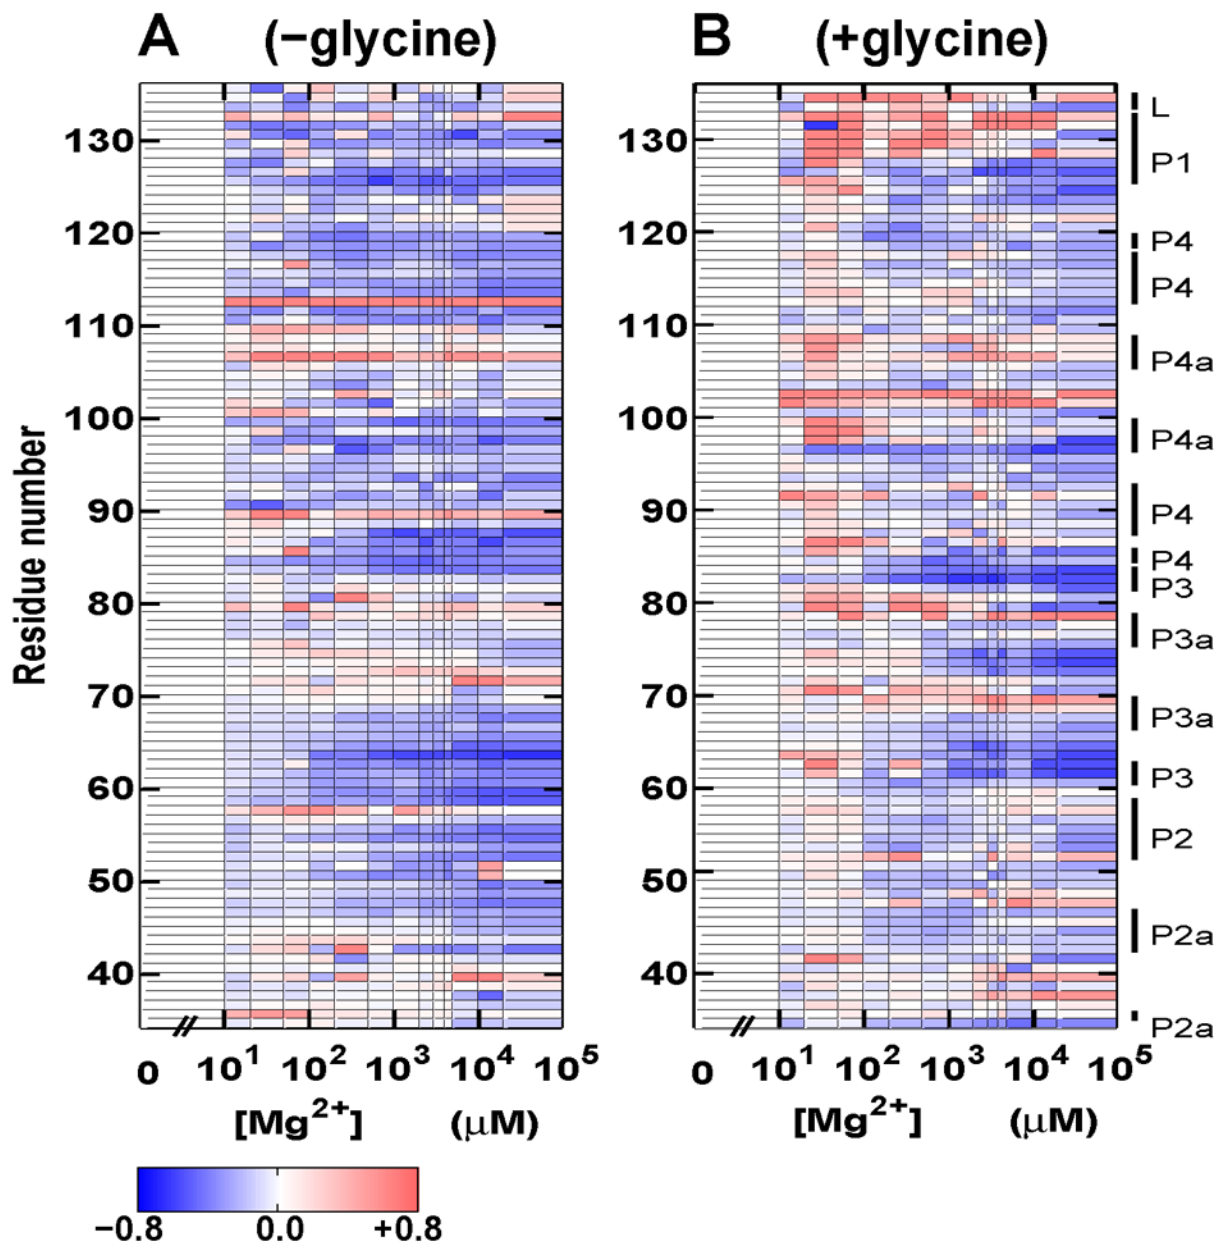 A (−glycine)
B (+glycine)
Residue number
130
120
110
100
90
80
70
60
50
40
0 10¹ 10² 10³ 10⁴ 10⁵
[Mg²⁺] (μM)
130
120
110
100
90
80
70
60
50
40
0 10¹ 10² 10³ 10⁴ 10⁵
[Mg²⁺] (μM)
L
P1
P4
P4
P4a
P4a
P4
P4
P3
P3a
P3a
P3
P2
P2a
P2a
−0.8 0.0 +0.8